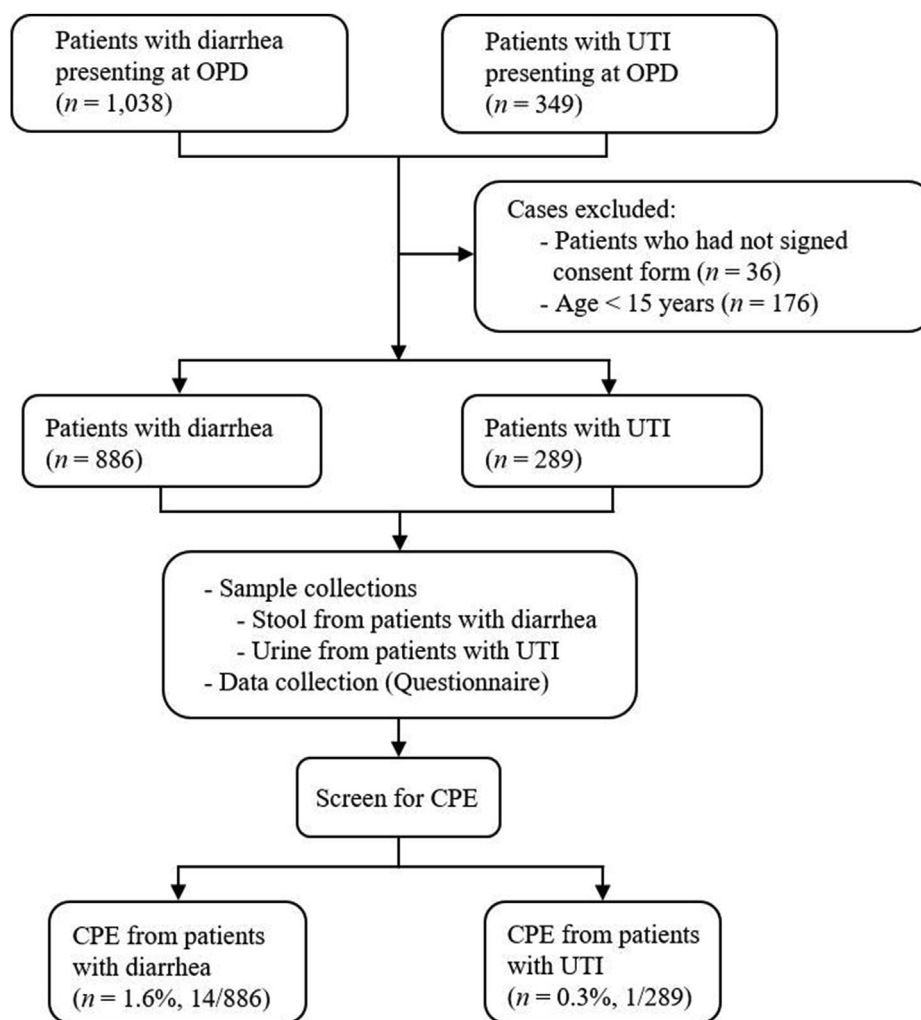 Patients with diarrhea
presenting at OPD
(n = 1,038)
Patients with UTI
presenting at OPD
(n = 349)
Cases excluded:
- Patients who had not signed
consent form (n = 36)
- Age < 15 years (n = 176)
Patients with diarrhea
(n = 886)
Patients with UTI
(n = 289)
- Sample collections
- Stool from patients with diarrhea
- Urine from patients with UTI
- Data collection (Questionnaire)
Screen for CPE
CPE from patients
with diarrhea
(n = 1.6%, 14/886)
CPE from patients
with UTI
(n = 0.3%, 1/289)